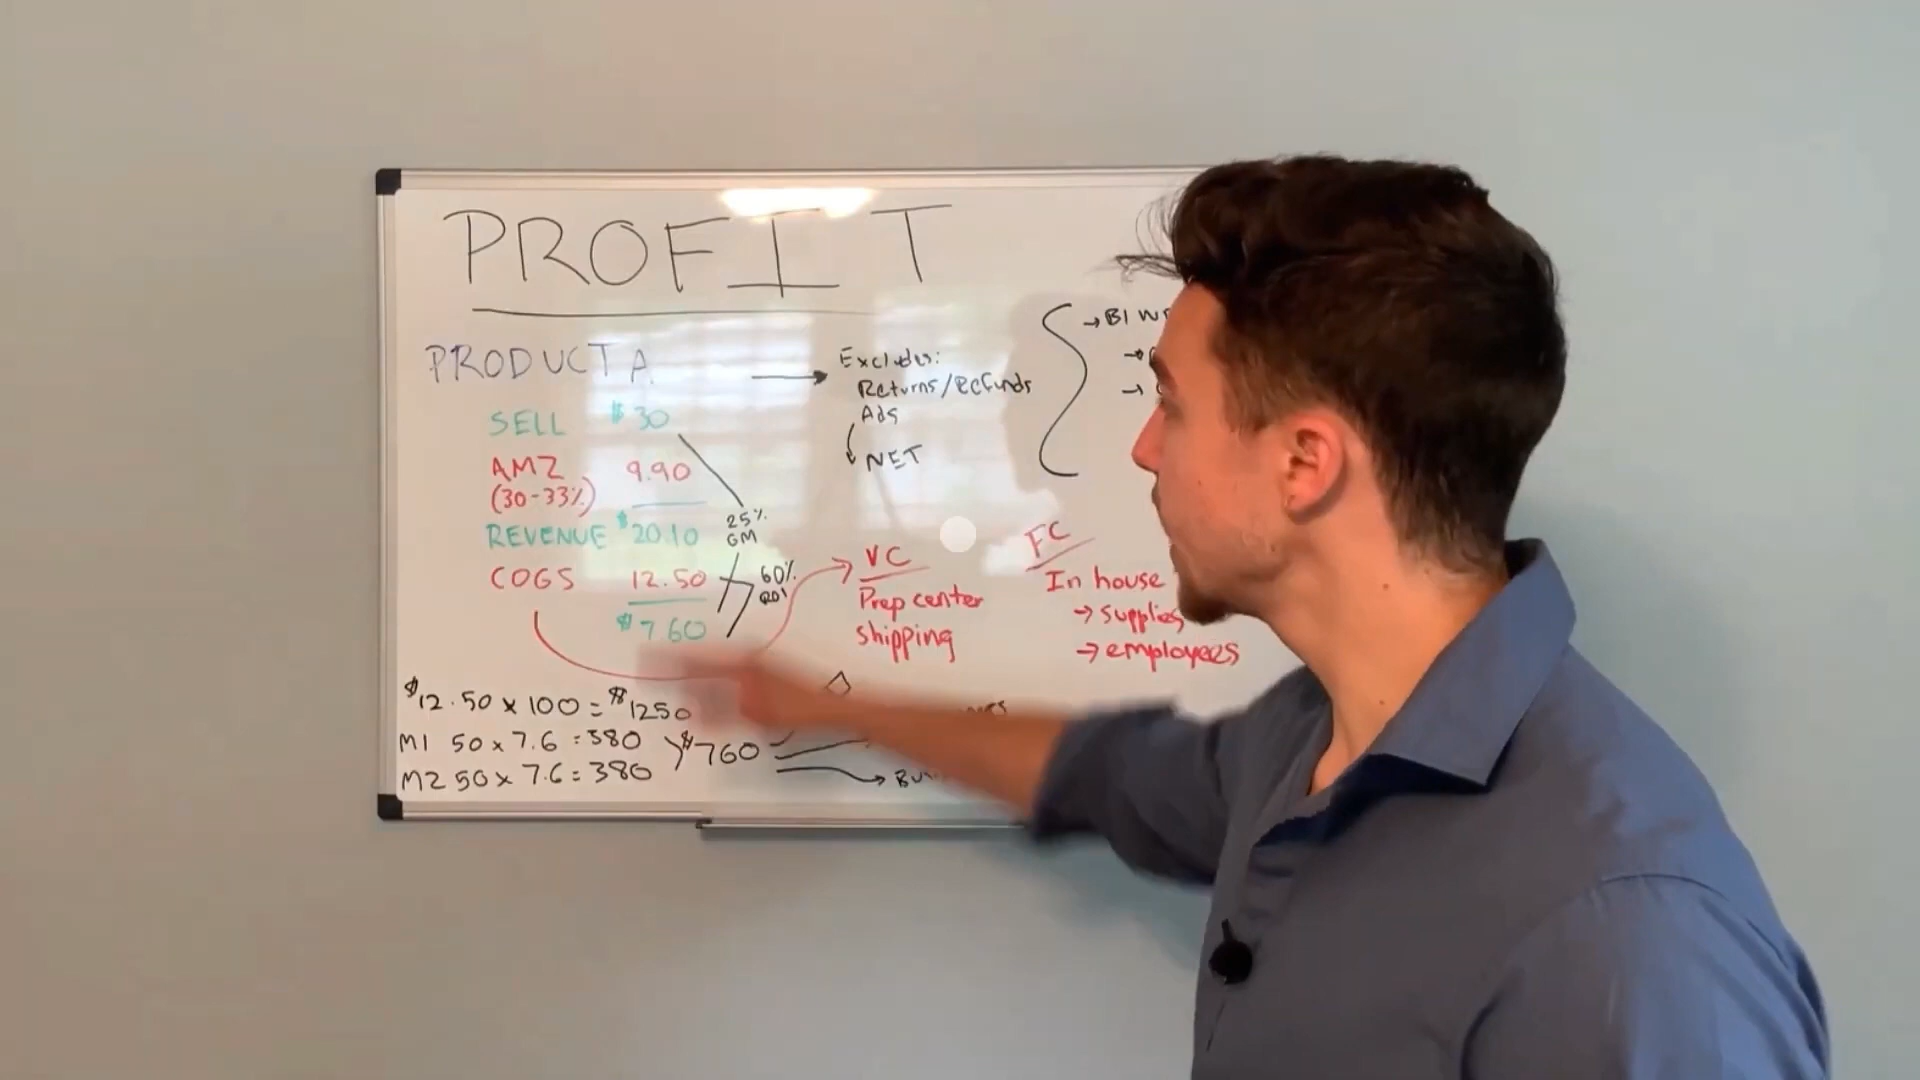 PROFIT
PRODUCT A
SELL $30
AMZ 9.90
(30-33%)
REVENUE $20.10
COGS 12.50
$7.60
25%
GM
60%
ROI
Excludes:
Returns/Refunds
Ads
NET
→ BI
VC
Prep center
shipping
FC
In house
→ supplies
→ employees
$12.50 x 100 = $1250
M1 50 x 7.6 = 380
M2 50 x 7.6 = 380
$760